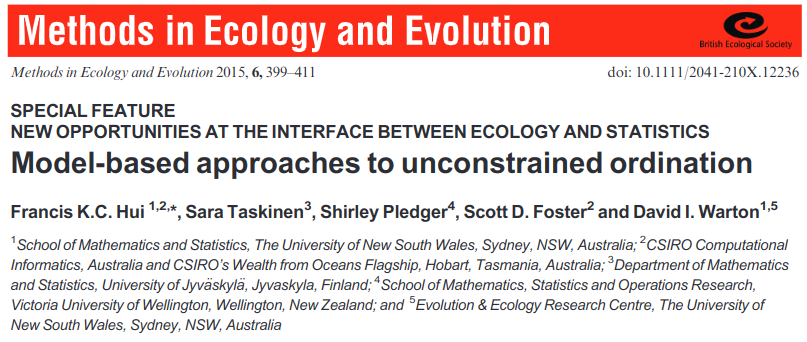 Methods in Ecology and Evolution
British Ecological Society
Methods in Ecology and Evolution 2015, 6, 399–411
doi: 10.1111/2041-210X.12236
SPECIAL FEATURE
NEW OPPORTUNITIES AT THE INTERFACE BETWEEN ECOLOGY AND STATISTICS
Model-based approaches to unconstrained ordination
Francis K.C. Hui 1,2,*, Sara Taskinen3, Shirley Pledger4, Scott D. Foster2 and David I. Warton1,5
1School of Mathematics and Statistics, The University of New South Wales, Sydney, NSW, Australia; 2CSIRO Computational
Informatics, Australia and CSIRO’s Wealth from Oceans Flagship, Hobart, Tasmania, Australia; 3Department of Mathematics
and Statistics, University of Jyväskylä, Jyvaskyla, Finland; 4School of Mathematics, Statistics and Operations Research,
Victoria University of Wellington, Wellington, New Zealand; and 5Evolution & Ecology Research Centre, The University of
New South Wales, Sydney, NSW, Australia